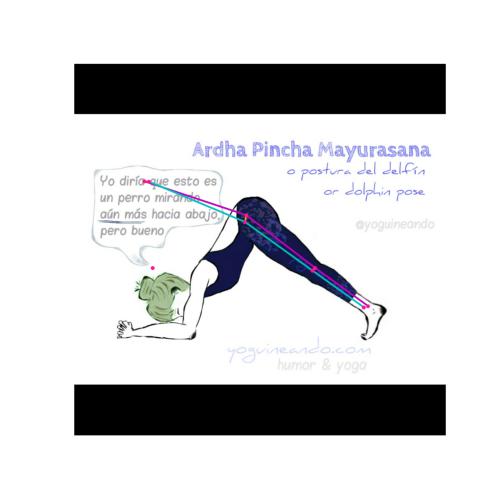 Ardha Pincha Mayurasana
o postura del delfín
or dolphin pose
@yoguineando
Yo diría que esto es
un perro mirando
aún más hacia abajo,
pero bueno
yoguineando.com
humor & yoga